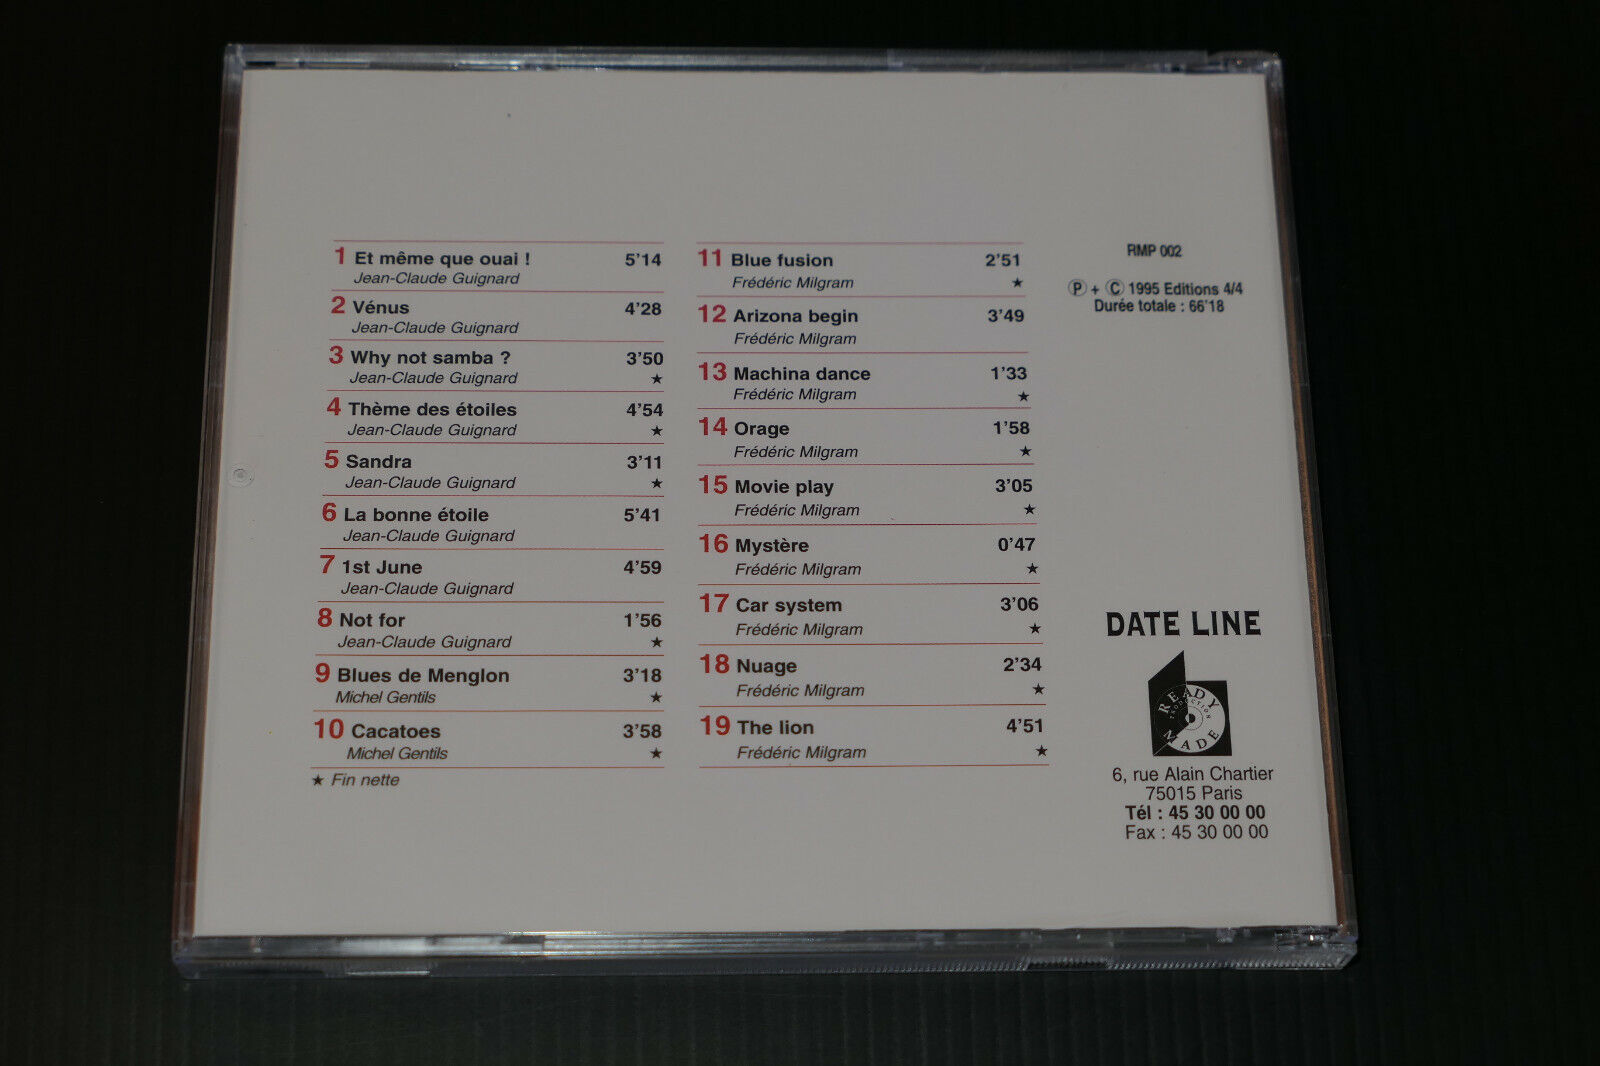 1 Et même que ouai ! 5'14
Jean-Claude Guignard
2 Vénus 4'28
Jean-Claude Guignard
3 Why not samba ? 3'50
Jean-Claude Guignard ★
4 Thème des étoiles 4'54
Jean-Claude Guignard ★
5 Sandra 3'11
Jean-Claude Guignard ★
6 La bonne étoile 5'41
Jean-Claude Guignard
7 1st June 4'59
Jean-Claude Guignard
8 Not for 1'56
Jean-Claude Guignard ★
9 Blues de Menglon 3'18
Michel Gentils ★
10 Cacatoes 3'58
Michel Gentils ★
★ Fin nette
11 Blue fusion 2'51
Frédéric Milgram ★
12 Arizona begin 3'49
Frédéric Milgram
13 Machina dance 1'33
Frédéric Milgram ★
14 Orage 1'58
Frédéric Milgram ★
15 Movie play 3'05
Frédéric Milgram ★
16 Mystère 0'47
Frédéric Milgram ★
17 Car system 3'06
Frédéric Milgram ★
18 Nuage 2'34
Frédéric Milgram ★
19 The lion 4'51
Frédéric Milgram ★
RMP 002
Ⓟ + Ⓒ 1995 Editions 4/4
Durée totale : 66'18
DATE LINE
READY
PRODUCTION
MADE
6, rue Alain Chartier
75015 Paris
Tél : 45 30 00 00
Fax : 45 30 00 00